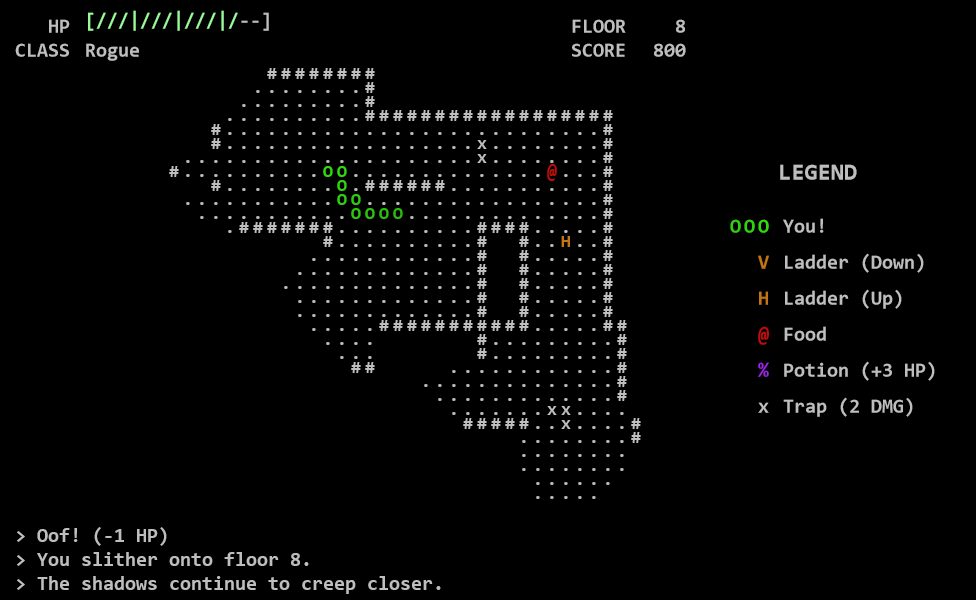 HP [///|///|///|/--]
FLOOR 8
CLASS Rogue
SCORE 800
LEGEND
OOO You!
V Ladder (Down)
H Ladder (Up)
@ Food
% Potion (+3 HP)
x Trap (2 DMG)
> Oof! (-1 HP)
> You slither onto floor 8.
> The shadows continue to creep closer.